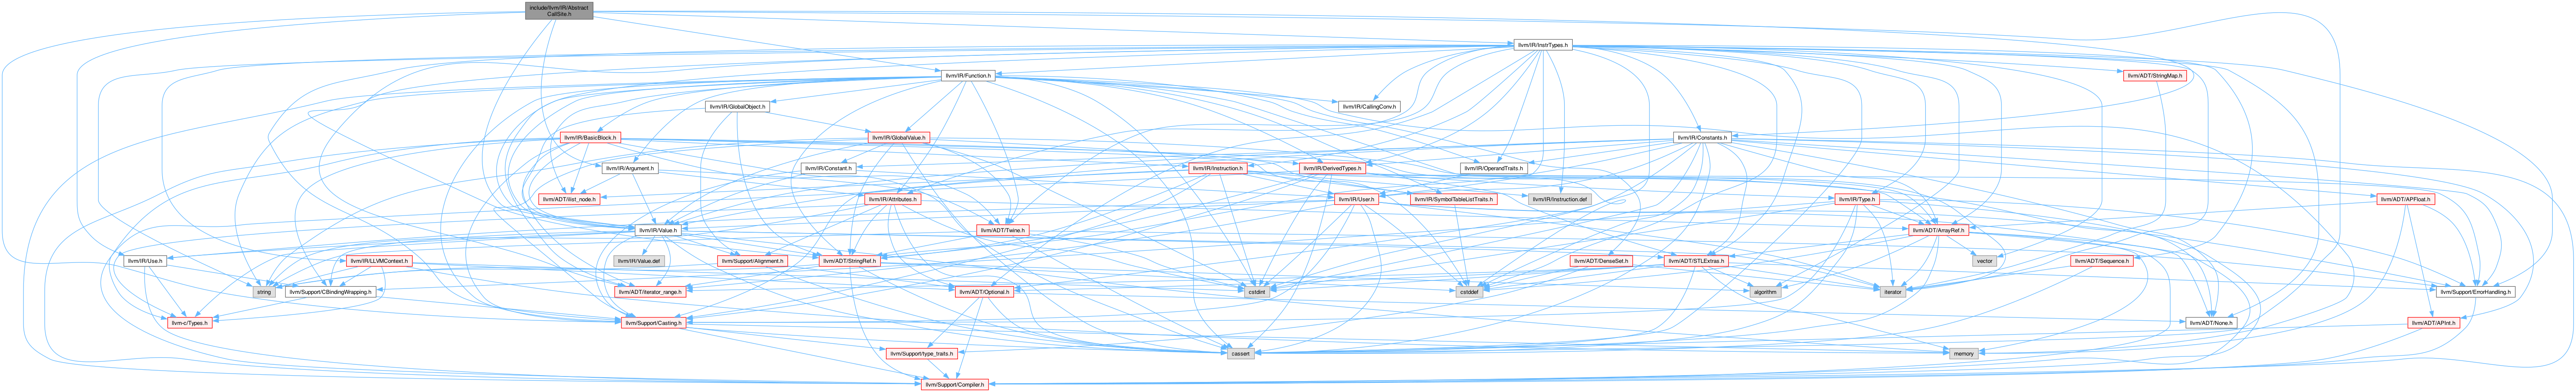 include/llvm/IR/Abstract
CallSite.h
llvm/IR/InstrTypes.h
llvm/IR/Function.h
llvm/ADT/StringMap.h
llvm/IR/GlobalObject.h
llvm/IR/CallingConv.h
llvm/IR/BasicBlock.h
llvm/IR/GlobalValue.h
llvm/IR/Constants.h
llvm/IR/Argument.h
llvm/IR/Constant.h
llvm/IR/Instruction.h
llvm/IR/DerivedTypes.h
llvm/IR/OperandTraits.h
llvm/ADT/ilist_node.h
llvm/IR/Attributes.h
llvm/IR/User.h
llvm/IR/SymbolTableListTraits.h
llvm/IR/Instruction.def
llvm/IR/Type.h
llvm/ADT/APFloat.h
llvm/IR/Value.h
llvm/ADT/Twine.h
llvm/ADT/ArrayRef.h
llvm/IR/Use.h
llvm/IR/LLVMContext.h
llvm/IR/Value.def
llvm/Support/Alignment.h
llvm/ADT/StringRef.h
llvm/ADT/DenseSet.h
llvm/ADT/STLExtras.h
vector
llvm/ADT/Sequence.h
string
llvm/Support/CBindingWrapping.h
llvm/ADT/iterator_range.h
llvm/ADT/Optional.h
cstdint
cstddef
algorithm
iterator
llvm/Support/ErrorHandling.h
llvm-c/Types.h
llvm/Support/Casting.h
llvm/ADT/None.h
llvm/ADT/APInt.h
llvm/Support/type_traits.h
cassert
memory
llvm/Support/Compiler.h